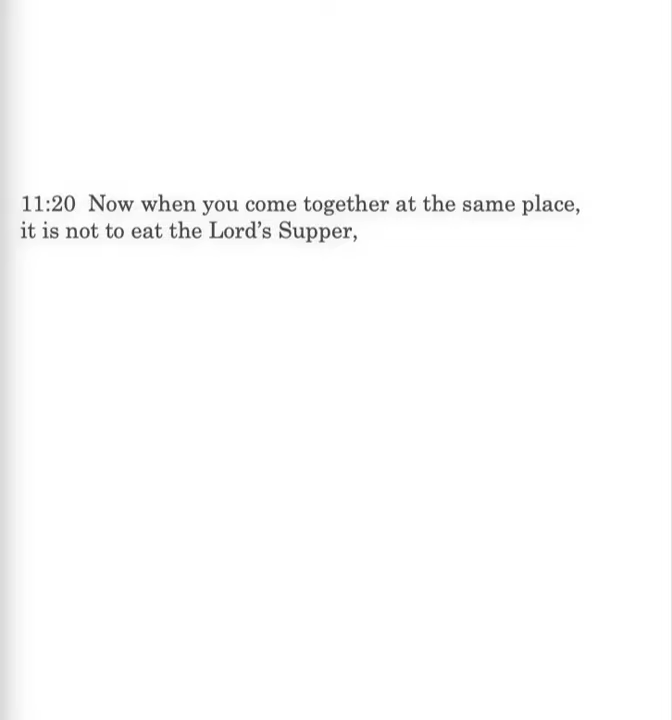 11:20  Now when you come together at the same place,
it is not to eat the Lord’s Supper,